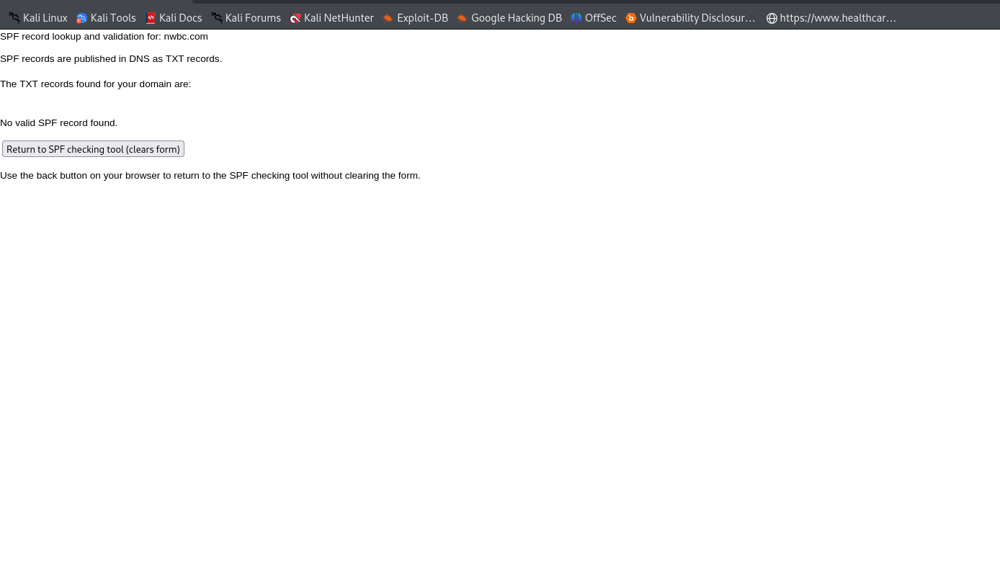 Kali Linux Kali Tools Kali Docs Kali Forums Kali NetHunter Exploit-DB Google Hacking DB OffSec Vulnerability Disclosur… https://www.healthcar…
SPF record lookup and validation for: nwbc.com
SPF records are published in DNS as TXT records.
The TXT records found for your domain are:
No valid SPF record found.
Return to SPF checking tool (clears form)
Use the back button on your browser to return to the SPF checking tool without clearing the form.